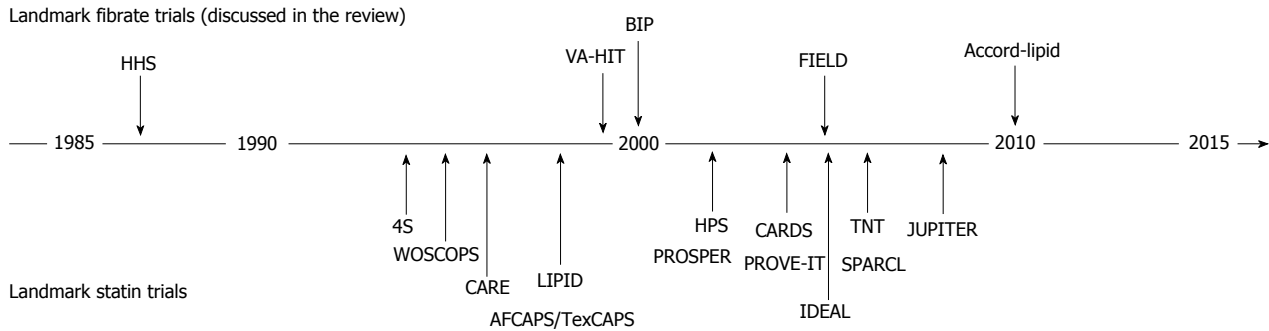 Landmark fibrate trials (discussed in the review)
BIP
HHS
VA-HIT
FIELD
Accord-lipid
1985
1990
2000
2010
2015
4S
HPS
CARDS
TNT
JUPITER
WOSCOPS
PROSPER
PROVE-IT
SPARCL
CARE
LIPID
IDEAL
Landmark statin trials
AFCAPS/TexCAPS